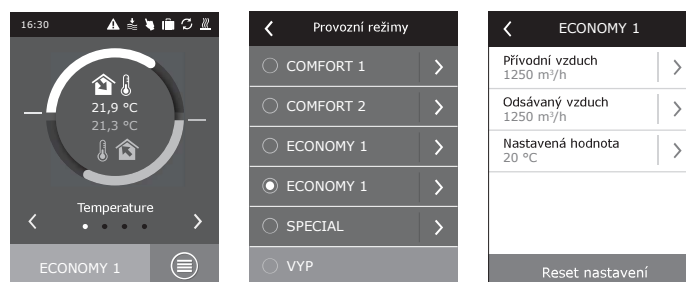 16:30
21,9 °C
21,3 °C
Temperature
ECONOMY 1
Provozní režimy
COMFORT 1
COMFORT 2
ECONOMY 1
ECONOMY 1
SPECIAL
VYP
ECONOMY 1
Přívodní vzduch
1250 m³/h
Odsávaný vzduch
1250 m³/h
Nastavená hodnota
20 °C
Reset nastavení